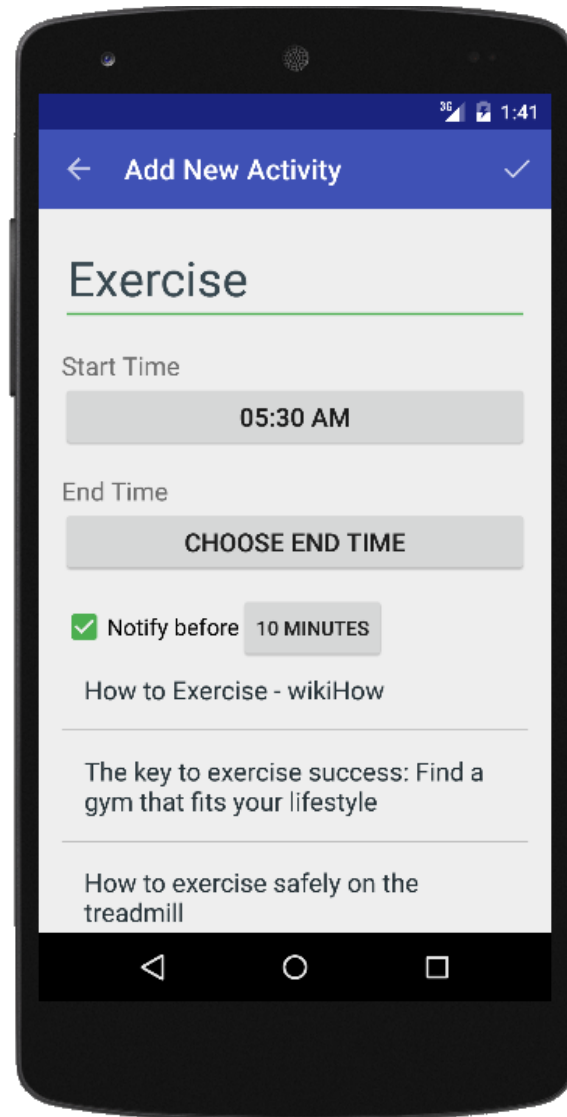 3G 1:41
Add New Activity
Exercise
Start Time
05:30 AM
End Time
CHOOSE END TIME
Notify before 10 MINUTES
How to Exercise - wikiHow
The key to exercise success: Find a
gym that fits your lifestyle
How to exercise safely on the
treadmill